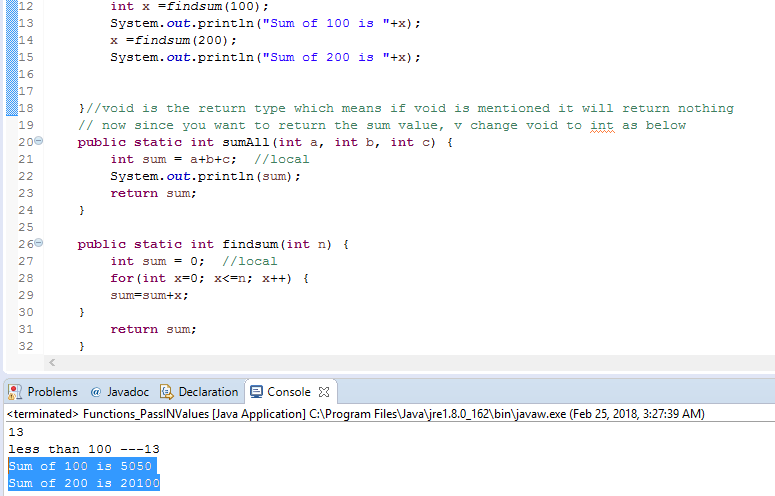 12 int x =findsum(100);
13 System.out.println("Sum of 100 is "+x);
14 x =findsum(200);
15 System.out.println("Sum of 200 is "+x);
16
17
18 }//void is the return type which means if void is mentioned it will return nothing
19 // now since you want to return the sum value, v change void to int as below
20 public static int sumAll(int a, int b, int c) {
21 int sum = a+b+c; //local
22 System.out.println(sum);
23 return sum;
24 }
25
26 public static int findsum(int n) {
27 int sum = 0; //local
28 for(int x=0; x<=n; x++) {
29 sum=sum+x;
30 }
31 return sum;
32 }
Problems @ Javadoc Declaration Console
<terminated> Functions_PassINValues [Java Application] C:\Program Files\Java\jre1.8.0_162\bin\javaw.exe (Feb 25, 2018, 3:27:39 AM)
13
less than 100 ---13
Sum of 100 is 5050
Sum of 200 is 20100